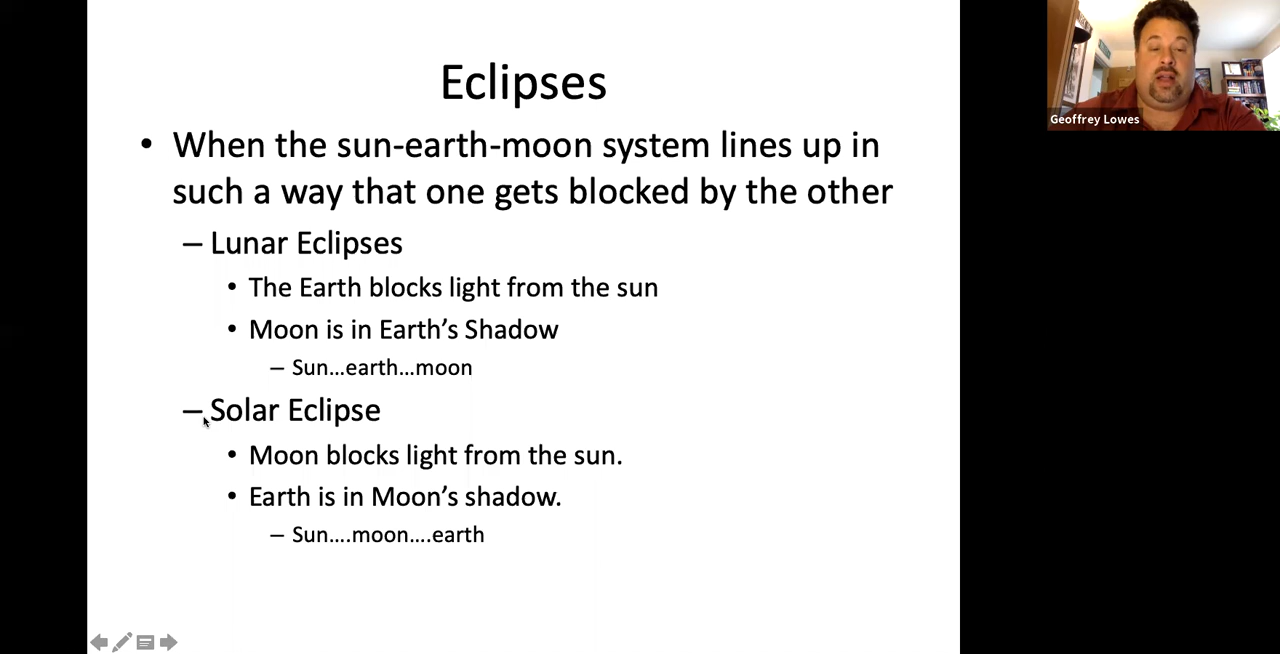 Eclipses
• When the sun-earth-moon system lines up in
such a way that one gets blocked by the other
– Lunar Eclipses
• The Earth blocks light from the sun
• Moon is in Earth’s Shadow
– Sun…earth…moon
– Solar Eclipse
• Moon blocks light from the sun.
• Earth is in Moon’s shadow.
– Sun….moon….earth
Geoffrey Lowes